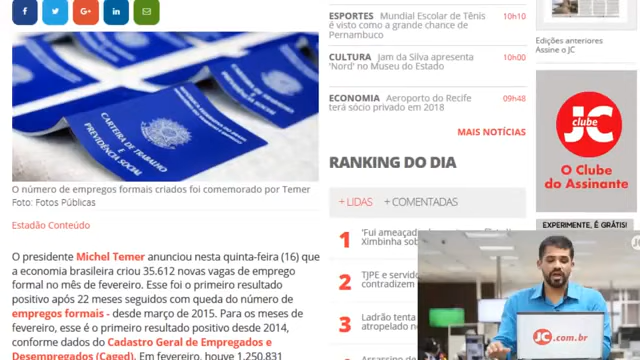 CARTEIRA DE TRABALHO
E
PREVIDÊNCIA SOCIAL
O número de empregos formais criados foi comemorado por Temer
Foto: Fotos Públicas
Estadão Conteúdo
O presidente Michel Temer anunciou nesta quinta-feira (16) que
a economia brasileira criou 35.612 novas vagas de emprego
formal no mês de fevereiro. Esse foi o primeiro resultado
positivo após 22 meses seguidos com queda do número de
empregos formais - desde março de 2015. Para os meses de
fevereiro, esse é o primeiro resultado positivo desde 2014,
conforme dados do Cadastro Geral de Empregados e
Desempregados (Caged). Em fevereiro, houve 1.250.831
ESPORTES Mundial Escolar de Tênis
é visto como a grande chance de
Pernambuco
10h10
CULTURA Jam da Silva apresenta
'Nord' no Museu do Estado
10h00
ECONOMIA Aeroporto do Recife
terá sócio privado em 2018
09h48
MAIS NOTÍCIAS
RANKING DO DIA
+ LIDAS + COMENTADAS
1 'Fui ameaçad
Ximbinha sob
2 TJPE e servido
contradizem
3 Ladrão tenta
atropelado n
Assassino de
Edições anteriores
Assine o JC
JC
clube
O Clube
do Assinante
EXPERIMENTE, É GRÁTIS!
JC
JC.com.br